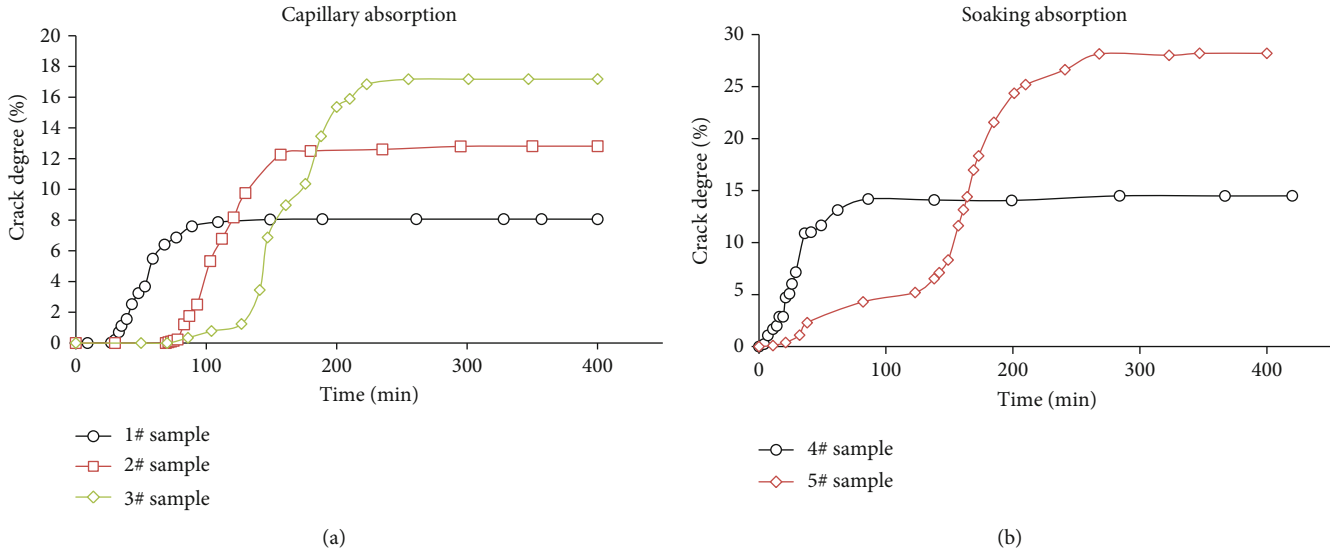 Capillary absorption
20
18
16
14
12
10
8
6
4
2
0
Crack degree (%)
0 100 200 300 400
Time (min)
1# sample
2# sample
3# sample
(a)
Soaking absorption
30
25
20
15
10
5
0
Crack degree (%)
0 100 200 300 400
Time (min)
4# sample
5# sample
(b)